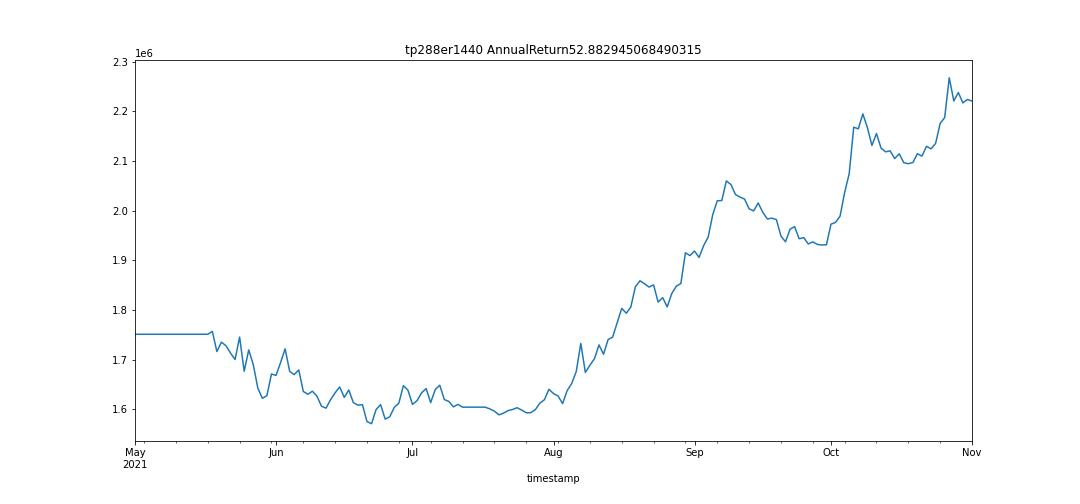 tp288er1440 AnnualReturn52.882945068490315
1e6
2.3
2.2
2.1
2.0
1.9
1.8
1.7
1.6
May Jun Jul Aug Sep Oct Nov
2021
timestamp